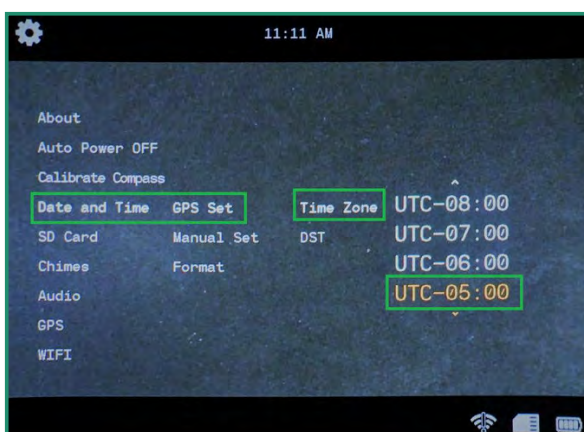 11:11 AM
About
Auto Power OFF
Calibrate Compass
Date and Time GPS Set Time Zone UTC-08:00
SD Card Manual Set DST UTC-07:00
Chimes Format UTC-06:00
Audio UTC-05:00
GPS
WIFI